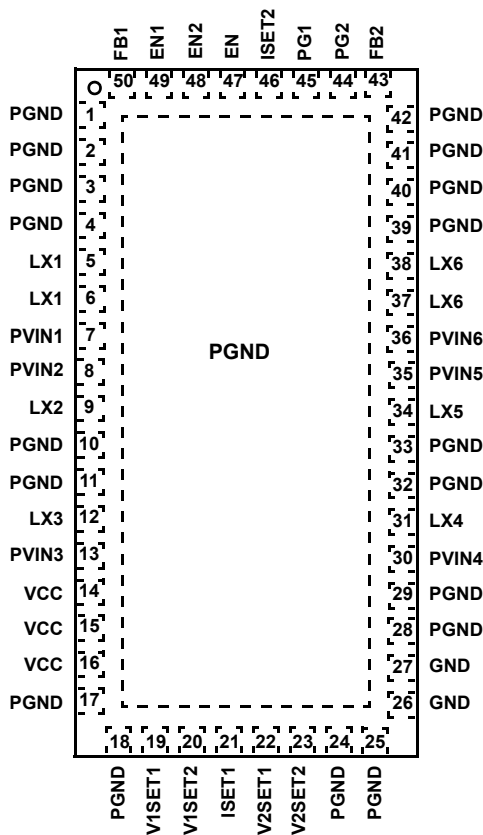 FB1 EN1 EN2 EN ISET2 PG1 PG2 FB2
50 49 48 47 46 45 44 43
PGND 1 42 PGND
PGND 2 41 PGND
PGND 3 40 PGND
PGND 4 39 PGND
LX1 5 38 LX6
LX1 6 37 LX6
PVIN1 7 36 PVIN6
PGND
PVIN2 8 35 PVIN5
LX2 9 34 LX5
PGND 10 33 PGND
PGND 11 32 PGND
LX3 12 31 LX4
PVIN3 13 30 PVIN4
VCC 14 29 PGND
VCC 15 28 PGND
VCC 16 27 GND
PGND 17 26 GND
18 19 20 21 22 23 24 25
PGND V1SET1 V1SET2 ISET1 V2SET1 V2SET2 PGND PGND